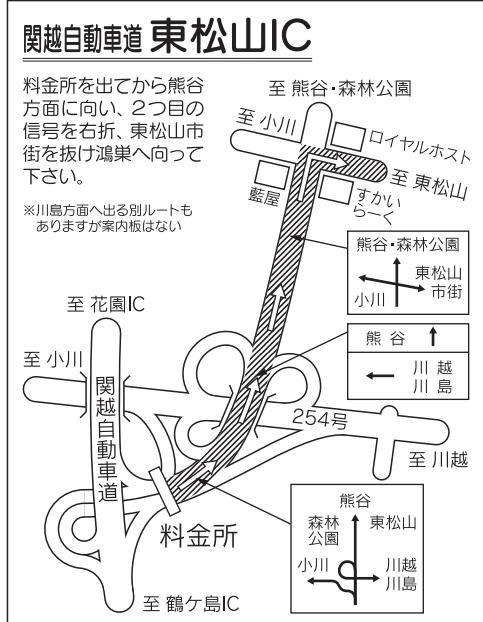 関越自動車道 東松山IC
料金所を出てから熊谷
方面に向い、2つ目の
信号を右折、東松山市
街を抜け鴻巣へ向って
下さい。
※川島方面へ出る別ルートも
ありますが案内板はない
至 熊谷・森林公園
至 小川
ロイヤルホスト
至 東松山
藍屋
すかい
らーく
熊谷・森林公園
東松山
市街
小川
至 花園IC
熊 谷
川 越
川 島
至 小川
関越自動車道
254号
至 川越
料金所
熊谷
森林
公園
東松山
小川
川越
川島
至 鶴ケ島IC